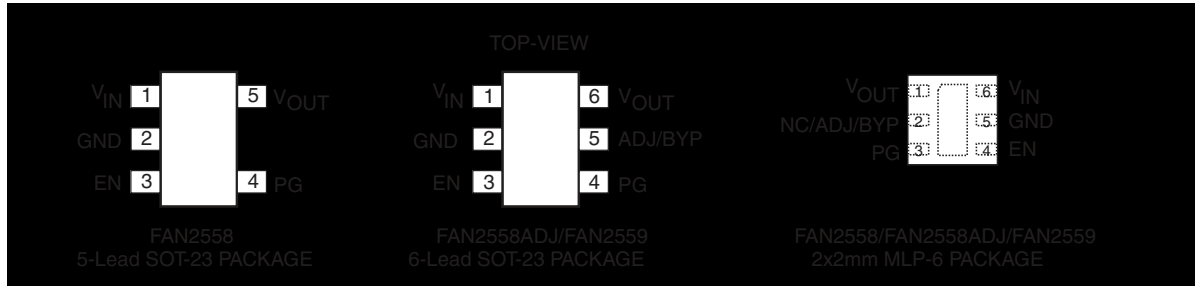 TOP-VIEW
VIN 1 5 VOUT
GND 2
EN 3 4 PG
FAN2558
5-Lead SOT-23 PACKAGE
VIN 1 6 VOUT
GND 2 5 ADJ/BYP
EN 3 4 PG
FAN2558ADJ/FAN2559
6-Lead SOT-23 PACKAGE
VOUT 1 6 VIN
NC/ADJ/BYP 2 5 GND
PG 3 4 EN
FAN2558/FAN2558ADJ/FAN2559
2x2mm MLP-6 PACKAGE